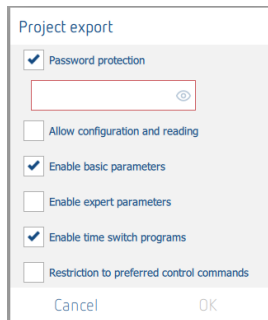 Project export
Password protection
Allow configuration and reading
Enable basic parameters
Enable expert parameters
Enable time switch programs
Restriction to preferred control commands
Cancel OK